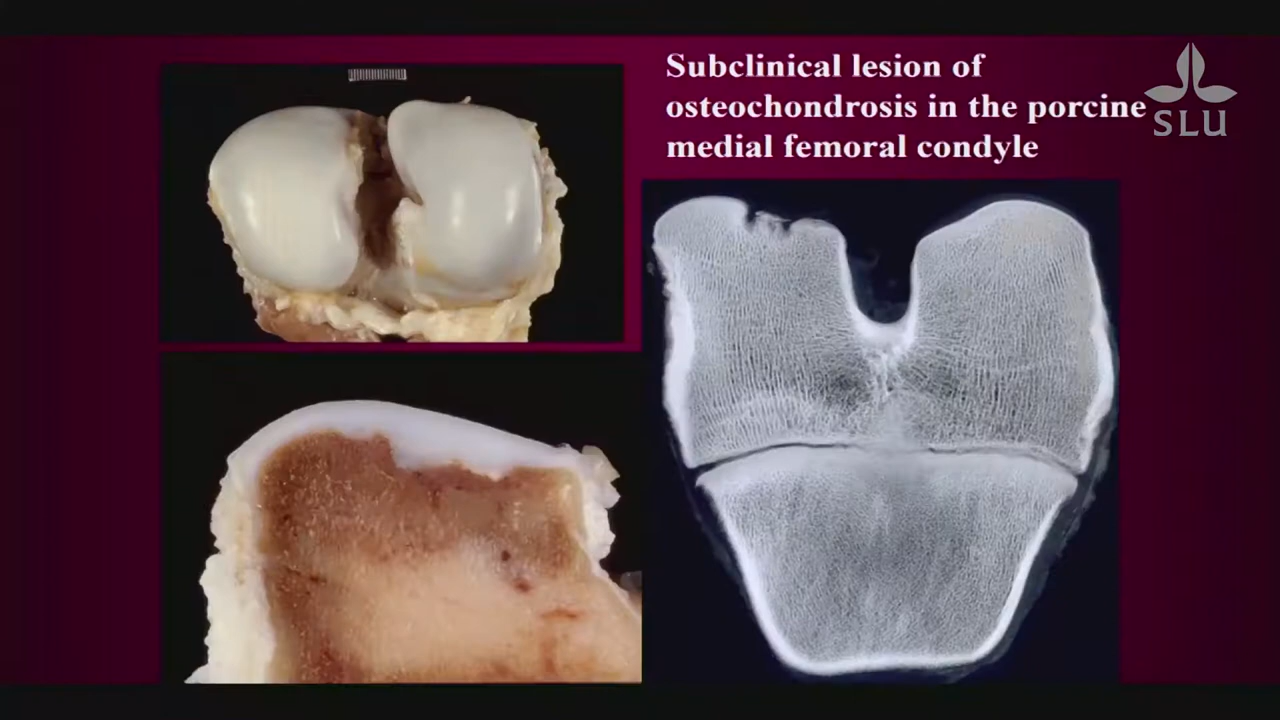 Subclinical lesion of
osteochondrosis in the porcine
medial femoral condyle
SLU